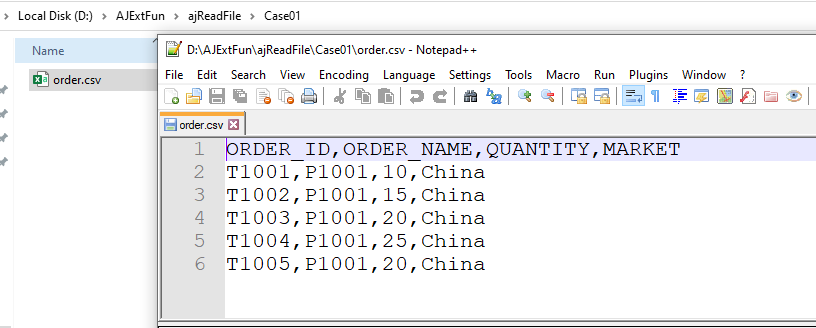 Local Disk (D:) > AJExtFun > ajReadFile > Case01
Name
order.csv
D:\AJExtFun\ajReadFile\Case01\order.csv - Notepad++
File Edit Search View Encoding Language Settings Tools Macro Run Plugins Window ?
order.csv
1 ORDER_ID,ORDER_NAME,QUANTITY,MARKET
2 T1001,P1001,10,China
3 T1002,P1001,15,China
4 T1003,P1001,20,China
5 T1004,P1001,25,China
6 T1005,P1001,20,China